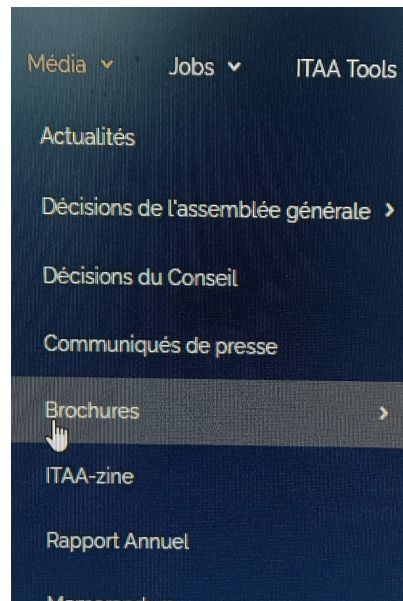 Média Jobs ITAA Tools
Actualités
Décisions de l'assemblée générale
Décisions du Conseil
Communiqués de presse
Brochures
ITAA-zine
Rapport Annuel